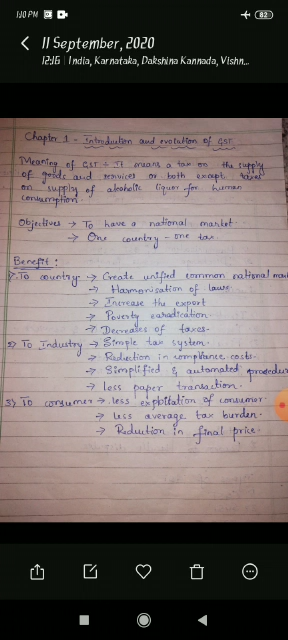 1:10 PM
82
11 September, 2020
12:16 | India, Karnataka, Dakshina Kannada, Vishn...
Chapter 1 - Introduction and evolution of GST
Meaning of GST - It means a tax on the supply
of goods and services or both except taxes
on supply of alcoholic liquor for human
consumption.
Objectives → To have a national market
→ One country - one tax.
Benefit :
1) To country → Create unified common national
→ Harmonisation of laws.
→ Increase the export
→ Poverty earadication
→ Decreases of taxes.
2) To Industry → Simple tax system.
→ Reduction in compliance costs.
→ Simplified & automated procedure
→ less paper transaction.
3) To consumer → less exploitation of consumer.
→ less average tax burden.
→ Reduction in final price.